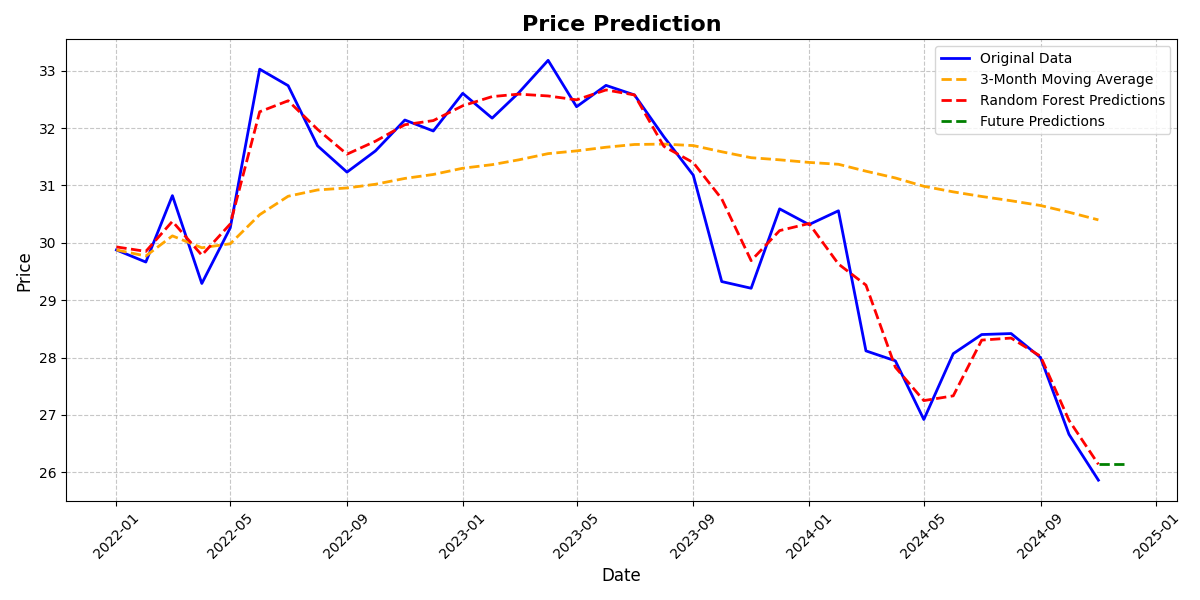 Price Prediction
Original Data
3-Month Moving Average
Random Forest Predictions
Future Predictions
Price
33
32
31
30
29
28
27
26
2022-01
2022-05
2022-09
2023-01
2023-05
2023-09
2024-01
2024-05
2024-09
2025-01
Date